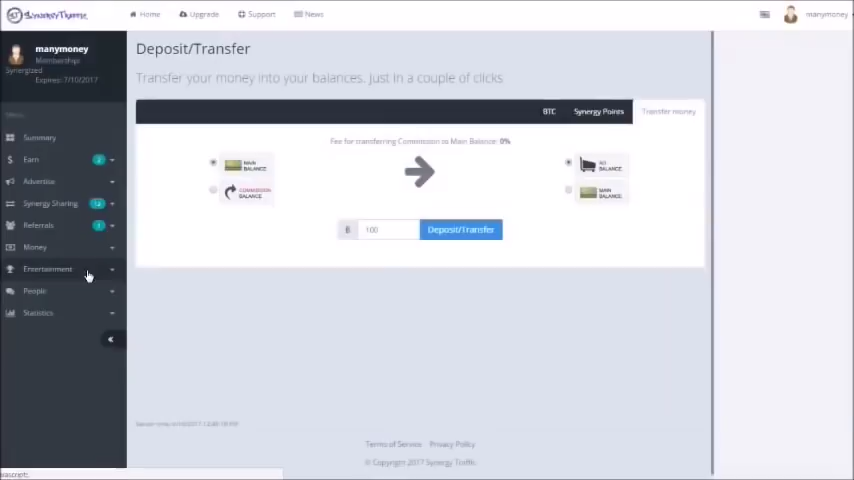 SynergyTraffic
Home
Upgrade
Support
News
manymoney
manymoney
Membership:
Synergized
Expires: 7/10/2017
Menu
Summary
Earn
Advertise
Synergy Sharing
12
Referrals
1
Money
Entertainment
People
Statistics
Deposit/Transfer
Transfer your money into your balances. Just in a couple of clicks
BTC
Synergy Points
Transfer money
Fee for transferring Commission to Main Balance: 0%
MAIN
BALANCE
COMMISSION
BALANCE
AD
BALANCE
MAIN
BALANCE
100
Deposit/Transfer
Terms of Service
Privacy Policy
© Copyright 2017 Synergy Traffic